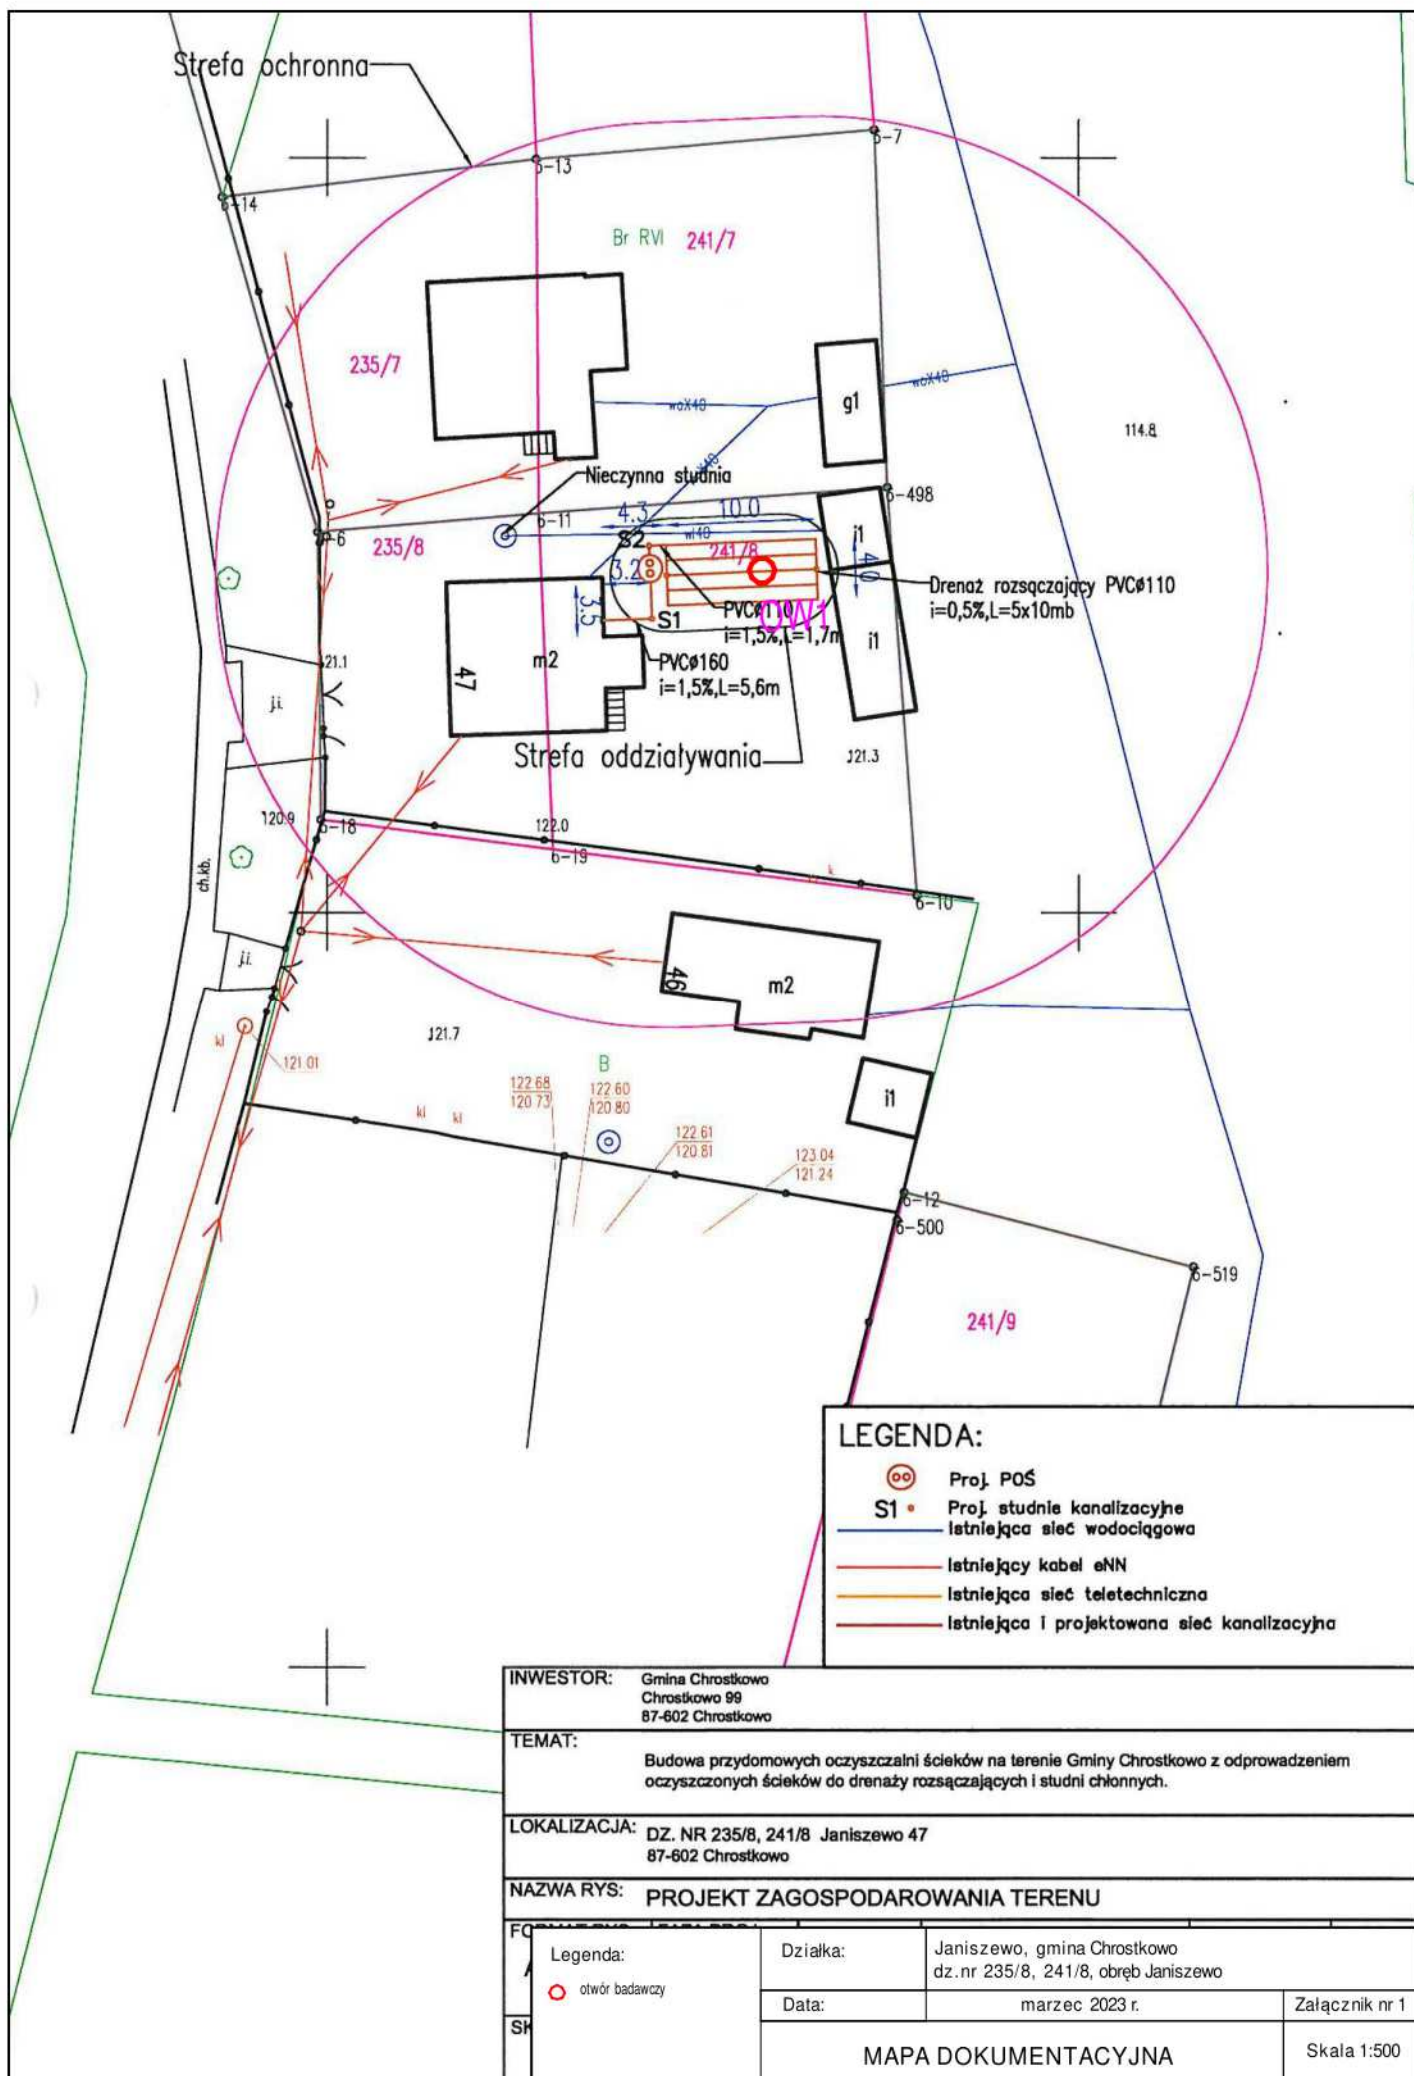 Strefa ochronna
6-7
6-13
6-14
Br RVI 241/7
235/7
woX40
woX40
g1
114.8
Nieczynna studnia
6-498
6-11
4.3
10.0
6-6
235/8
S2
wl40
241/8
i1
4.0
3.2
3.5
Drenaż rozsączający PVCø110
i=0,5%,L=5x10mb
PVCø110
i=1,5%,L=1,7m
OW1
S1
m2
47
PVCø160
i=1,5%,L=5,6m
i1
121.1
j.i.
Strefa oddziaływania
121.3
120.9
6-18
122.0
6-19
k
ch.kb.
6-10
j.i.
46
m2
kl
121.01
121.7
B
122.68
120.73
122.60
120.80
i1
kl
kl
122.61
120.81
123.04
121.24
6-12
6-500
6-519
241/9
LEGENDA:
Proj. POŚ
S1 Proj. studnie kanalizacyjne
Istniejąca sieć wodociągowa
Istniejący kabel eNN
Istniejąca sieć teletechniczna
Istniejąca i projektowana sieć kanalizacyjna
INWESTOR: Gmina Chrostkowo
Chrostkowo 99
87-602 Chrostkowo
TEMAT:
Budowa przydomowych oczyszczalni ścieków na terenie Gminy Chrostkowo z odprowadzeniem
oczyszczonych ścieków do drenaży rozsączających i studni chłonnych.
LOKALIZACJA: DZ. NR 235/8, 241/8 Janiszewo 47
87-602 Chrostkowo
NAZWA RYS: PROJEKT ZAGOSPODAROWANIA TERENU
Legenda:
otwór badawczy
Działka:
Janiszewo, gmina Chrostkowo
dz.nr 235/8, 241/8, obręb Janiszewo
Data: marzec 2023 r. Załącznik nr 1
MAPA DOKUMENTACYJNA Skala 1:500